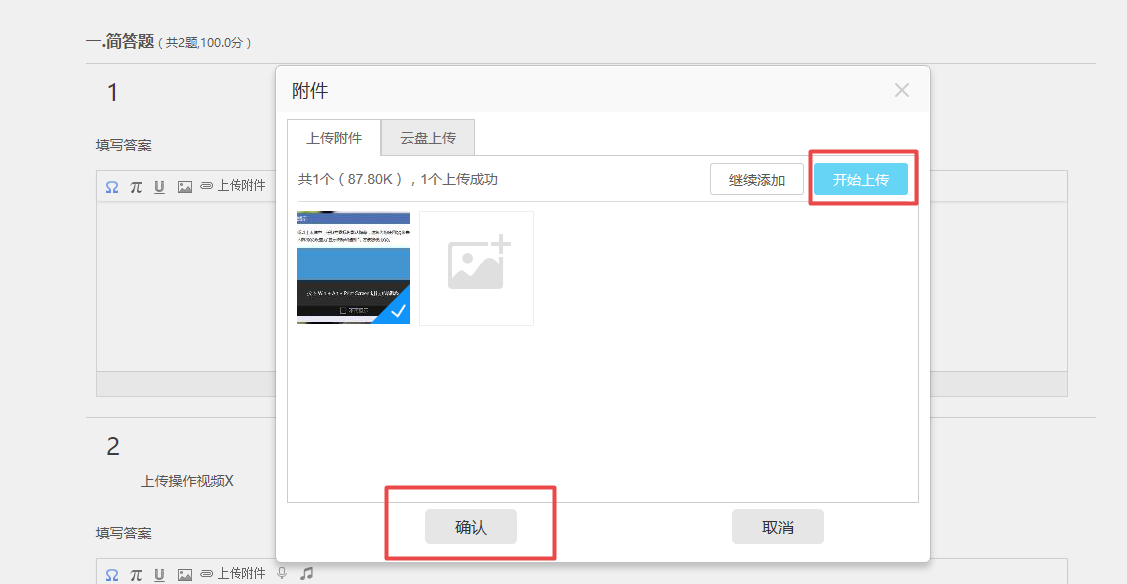 一.简答题 ( 共2题,100.0分 )
1
附件
上传附件
云盘上传
填写答案
共1个 ( 87.80K ) ，1个上传成功
继续添加
开始上传
Ω π U 上传附件
2
上传操作视频X
确认
取消
填写答案
Ω π U 上传附件